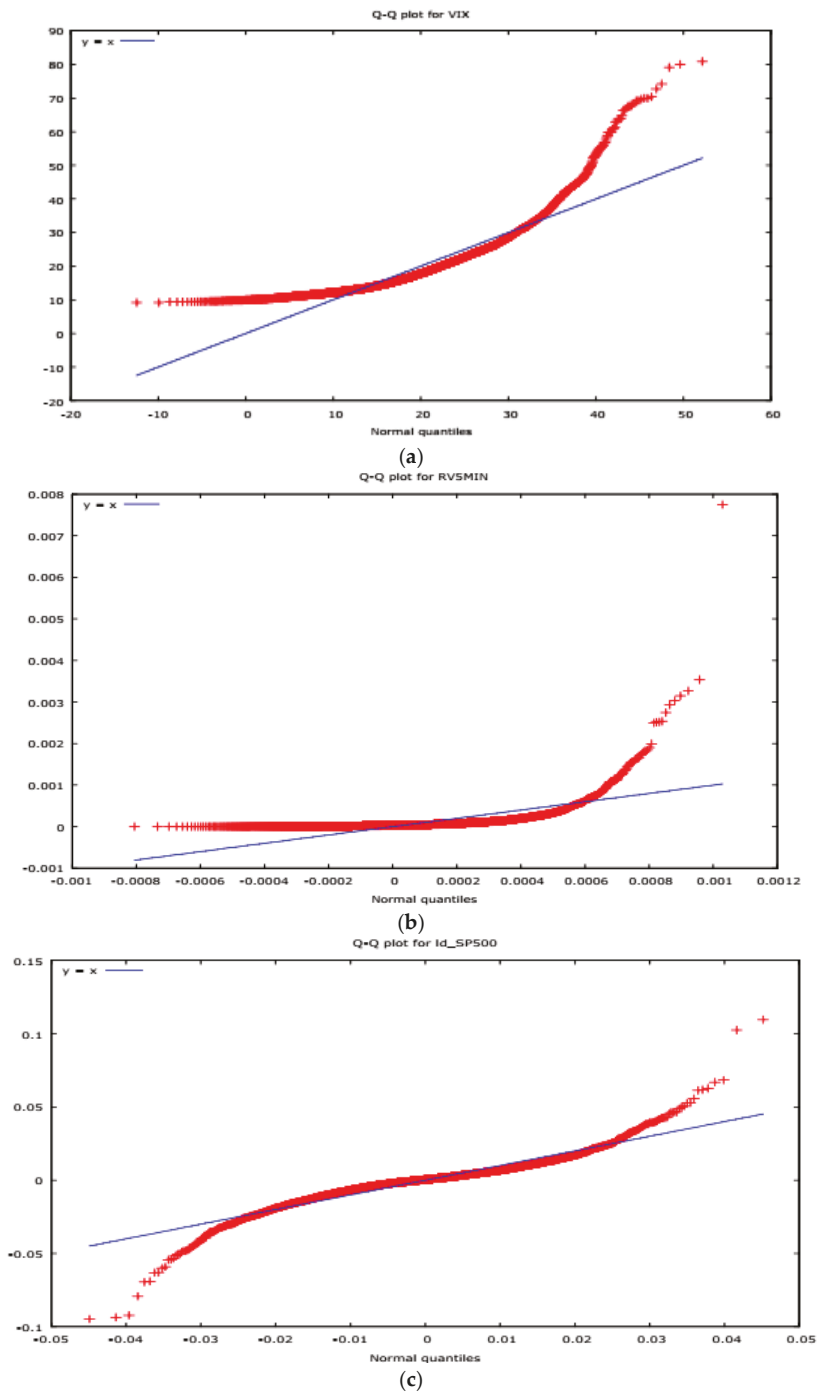 Q-Q plot for VIX
y = x
90
80
70
60
50
40
30
20
10
0
-10
-20
-20 -10 0 10 20 30 40 50 60
Normal quantiles
(a)
Q-Q plot for RV5MIN
y = x
0.008
0.007
0.006
0.005
0.004
0.003
0.002
0.001
0
-0.001
-0.001 -0.0008 -0.0006 -0.0004 -0.0002 0 0.0002 0.0004 0.0006 0.0008 0.001 0.0012
Normal quantiles
(b)
Q-Q plot for ld_SP500
y = x
0.15
0.1
0.05
0
-0.05
-0.1
-0.05 -0.04 -0.03 -0.02 -0.01 0 0.01 0.02 0.03 0.04 0.05
Normal quantiles
(c)